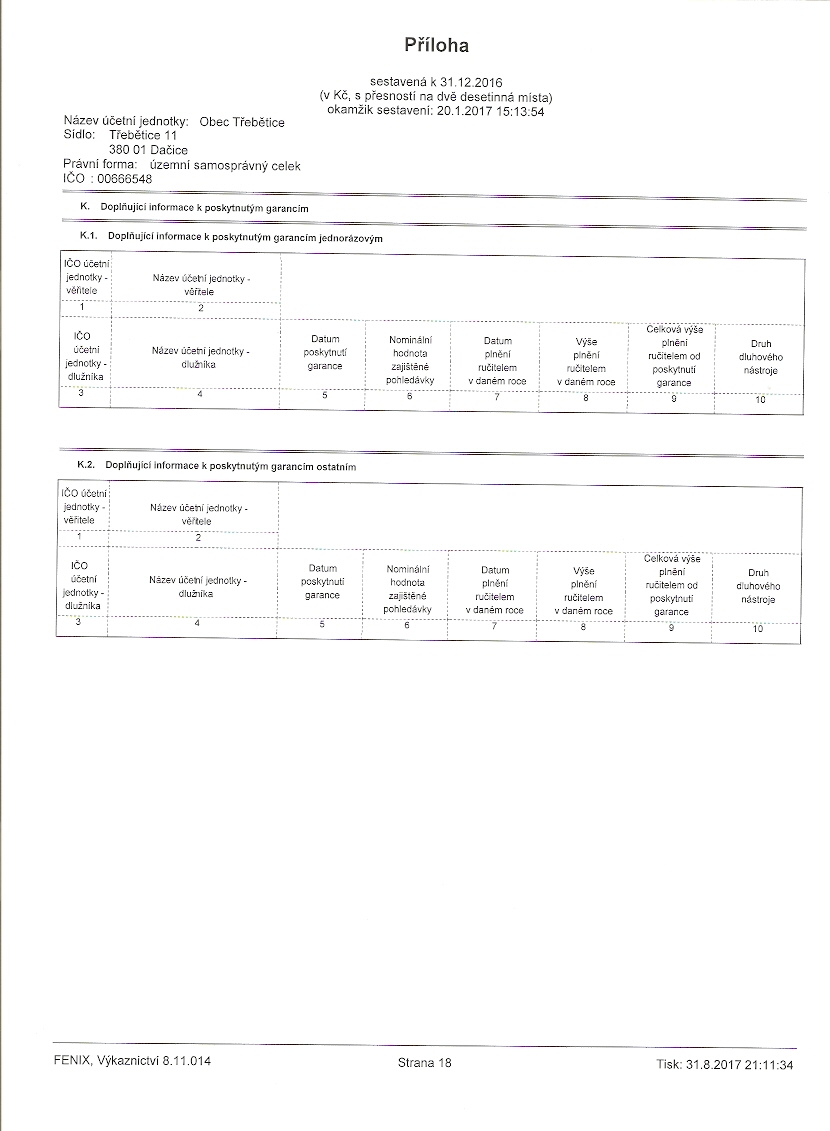 Příloha
sestavená k 31.12.2016
(v Kč, s přesností na dvě desetinná místa)
okamžik sestavení: 20.1.2017 15:13:54
Název účetní jednotky: Obec Třebětice
Sídlo: Třebětice 11
380 01 Dačice
Právní forma: územní samosprávný celek
IČO : 00666548
K. Doplňující informace k poskytnutým garancím
K.1. Doplňující informace k poskytnutým garancím jednorázovým
IČO účetní
jednotky -
věřitele
Název účetní jednotky -
věřitele
1 2
IČO
účetní
jednotky -
dlužníka
Název účetní jednotky -
dlužníka
Datum
poskytnutí
garance
Nominální
hodnota
zajištěné
pohledávky
Datum
plnění
ručitelem
v daném roce
Výše
plnění
ručitelem
v daném roce
Celková výše
plnění
ručitelem od
poskytnutí
garance
Druh
dluhového
nástroje
3 4 5 6 7 8 9 10
K.2. Doplňující informace k poskytnutým garancím ostatním
IČO účetní
jednotky -
věřitele
Název účetní jednotky -
věřitele
1 2
IČO
účetní
jednotky -
dlužníka
Název účetní jednotky -
dlužníka
Datum
poskytnutí
garance
Nominální
hodnota
zajištěné
pohledávky
Datum
plnění
ručitelem
v daném roce
Výše
plnění
ručitelem
v daném roce
Celková výše
plnění
ručitelem od
poskytnutí
garance
Druh
dluhového
nástroje
3 4 5 6 7 8 9 10
FENIX, Výkaznictví 8.11.014
Strana 18
Tisk: 31.8.2017 21:11:34